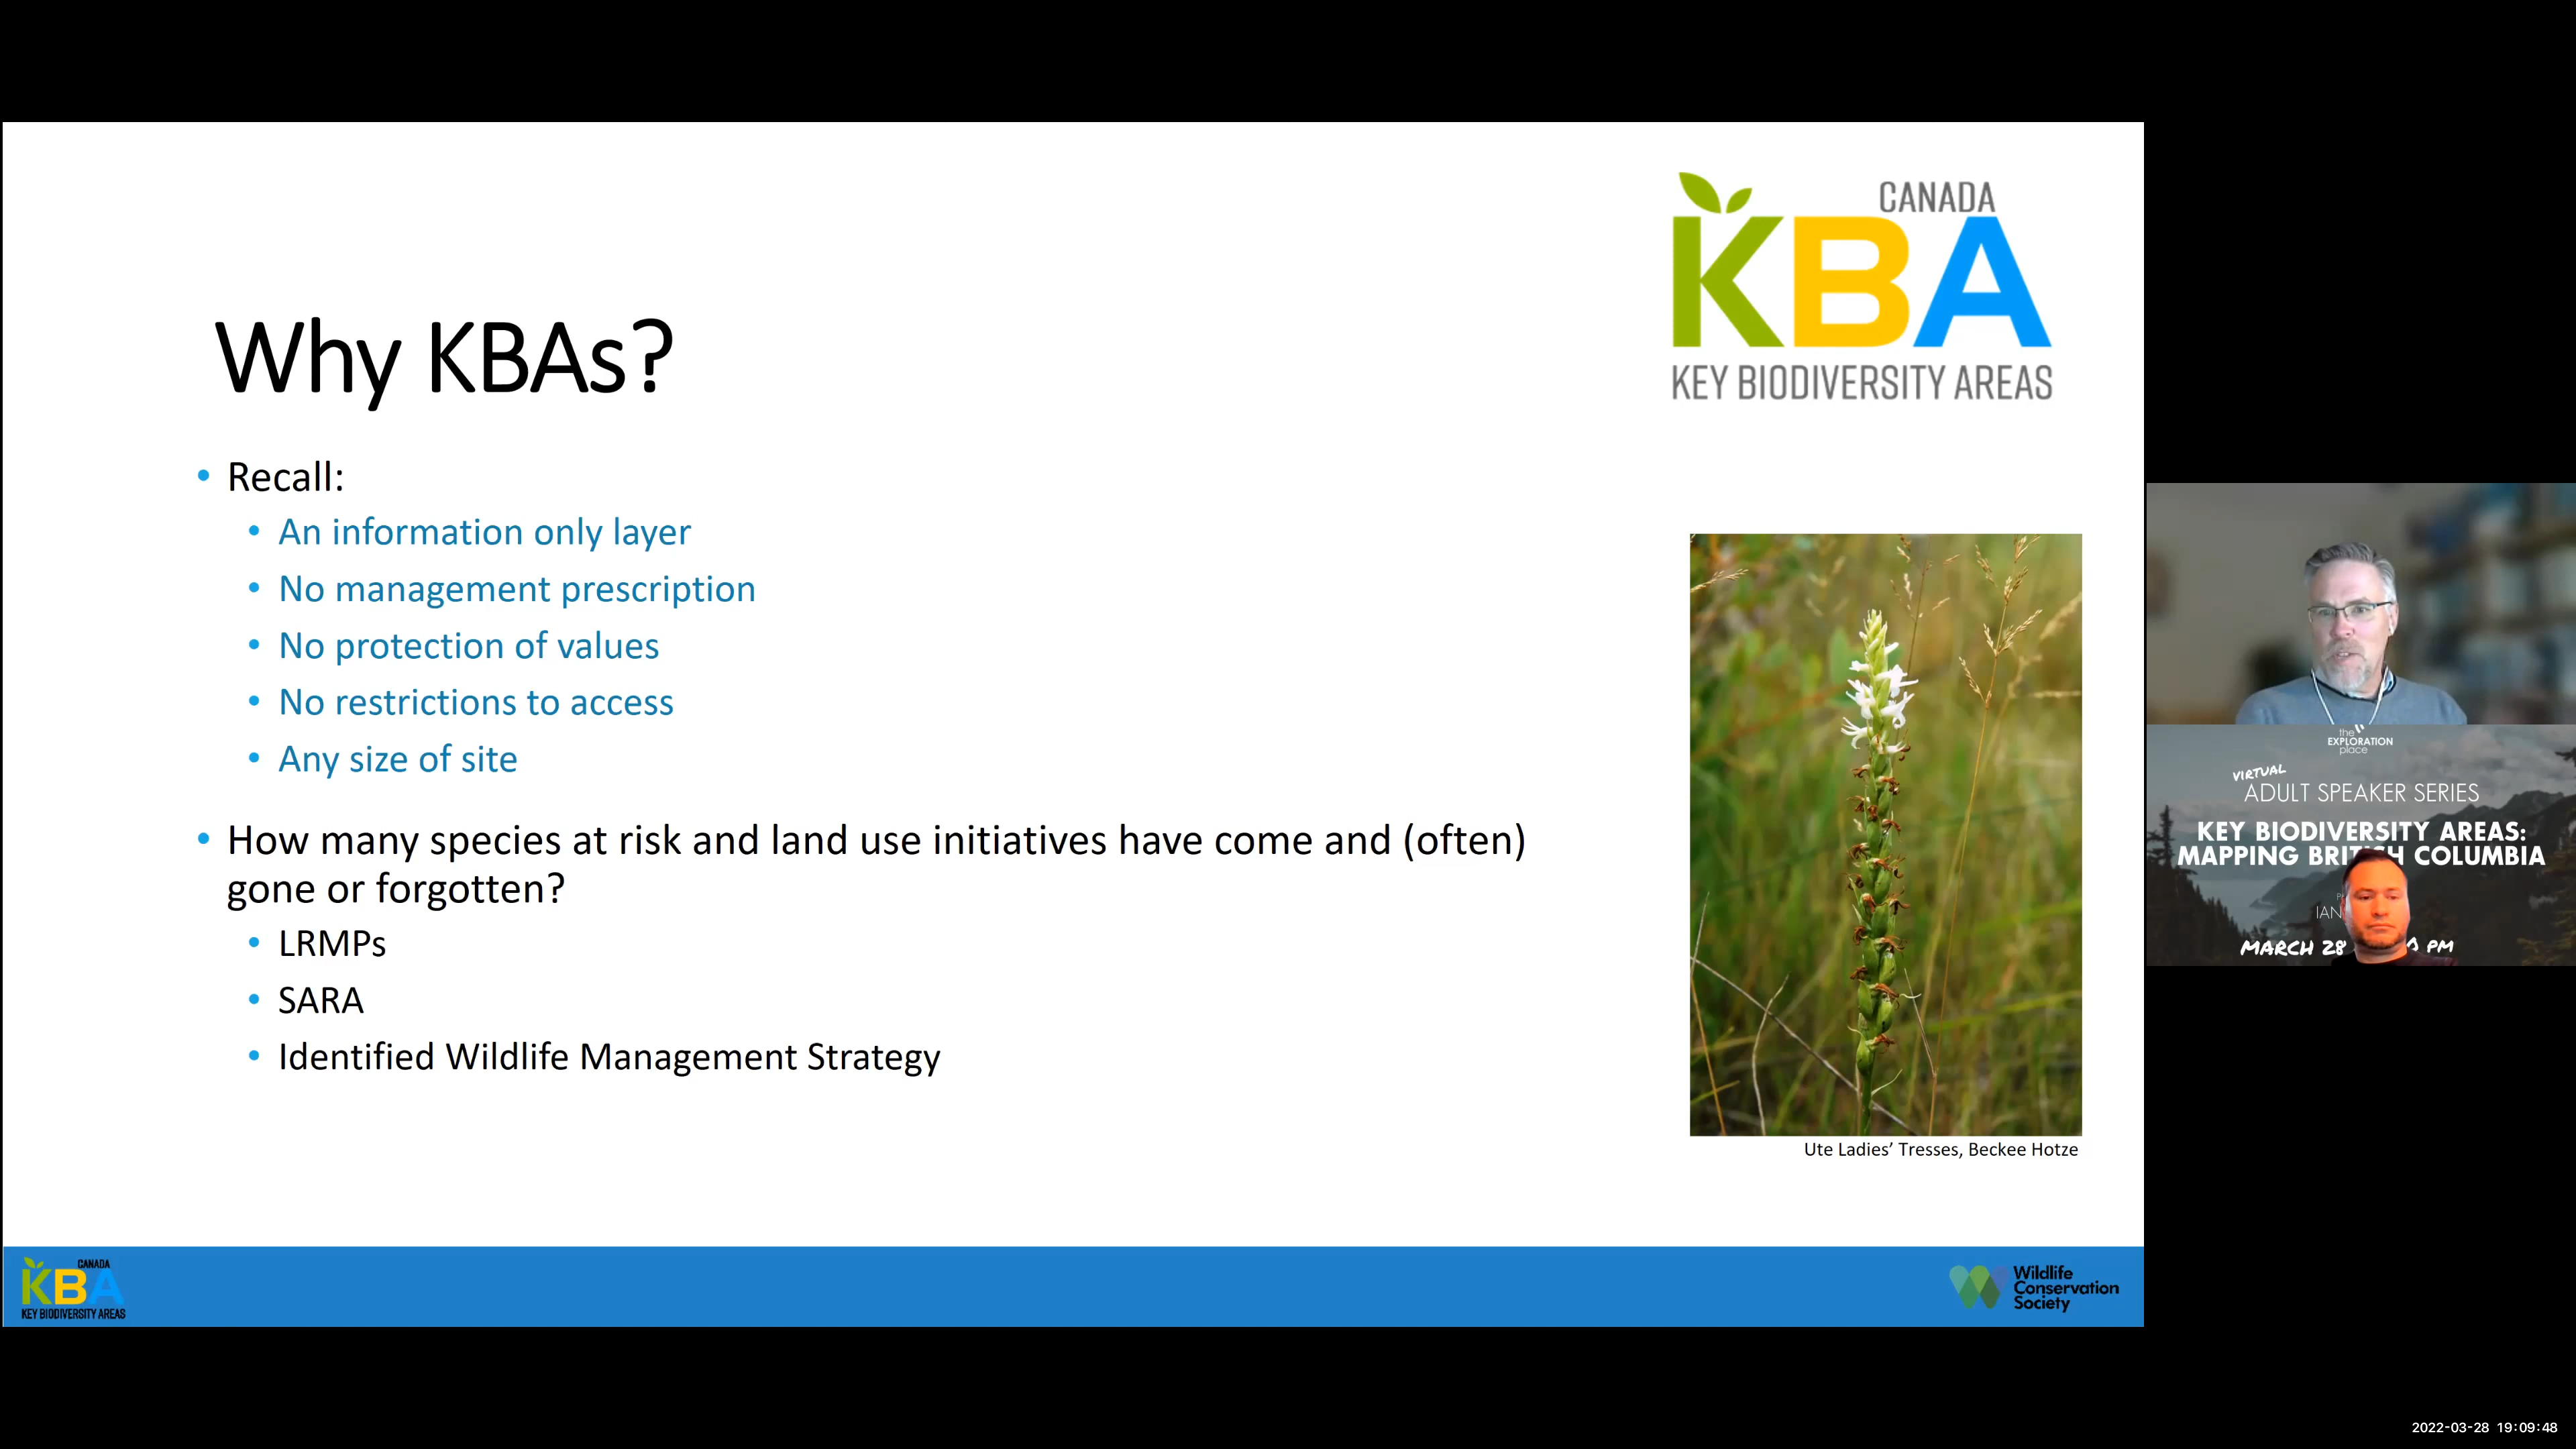 CANADA
KBA
KEY BIODIVERSITY AREAS
Why KBAs?
• Recall:
• An information only layer
• No management prescription
• No protection of values
• No restrictions to access
• Any size of site
• How many species at risk and land use initiatives have come and (often)
gone or forgotten?
• LRMPs
• SARA
• Identified Wildlife Management Strategy
Ute Ladies’ Tresses, Beckee Hotze
CANADA
KBA
KEY BIODIVERSITY AREAS
Wildlife
Conservation
Society
the
EXPLORATION
place
VIRTUAL
ADULT SPEAKER SERIES
KEY BIODIVERSITY AREAS:
MAPPING COLUMBIA
IAN
MARCH 28 PM
2022-03-28 19:09:48